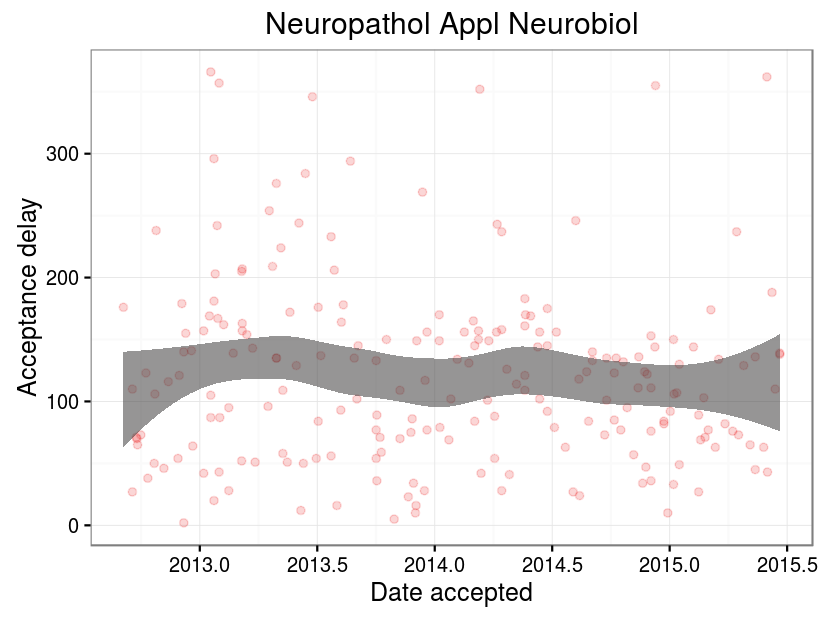 Neuropathol Appl Neurobiol
Acceptance delay
300
200
100
0
2013.0 2013.5 2014.0 2014.5 2015.0 2015.5
Date accepted